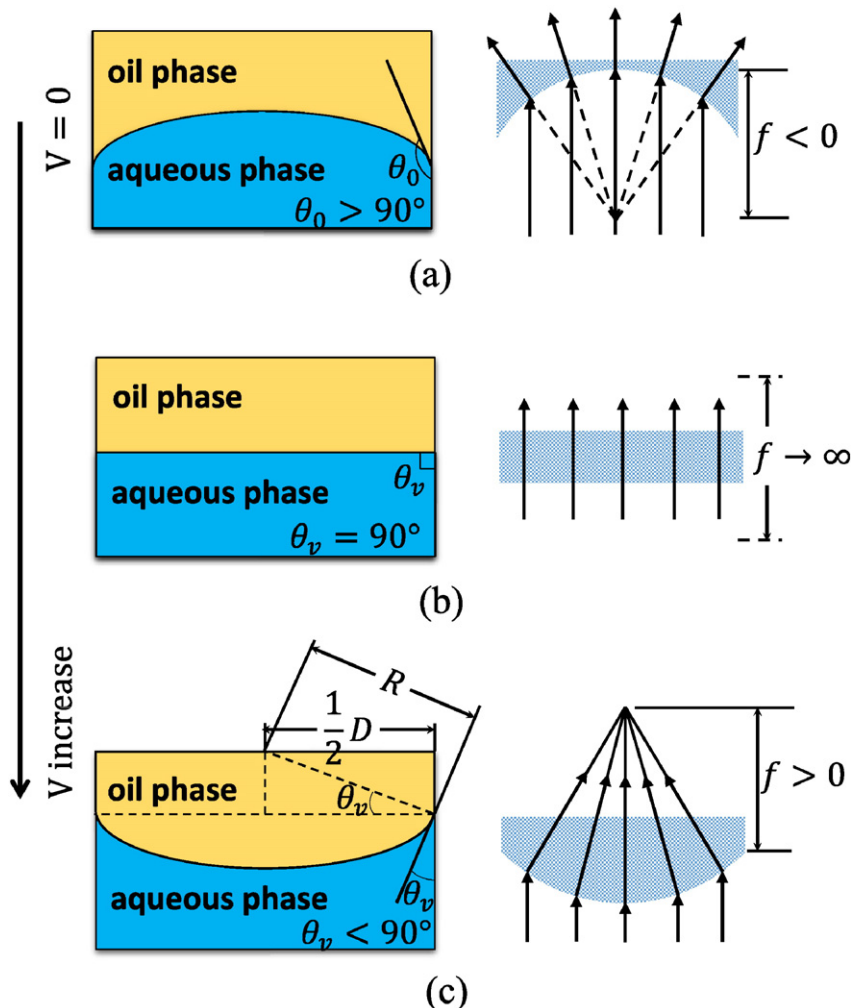 V = 0
oil phase
aqueous phase
θ₀
θ₀ > 90°
f < 0
(a)
oil phase
aqueous phase
θᵥ
θᵥ = 90°
f → ∞
(b)
V increase
R
1/2 D
oil phase
θᵥ
aqueous phase
θᵥ
θᵥ < 90°
f > 0
(c)